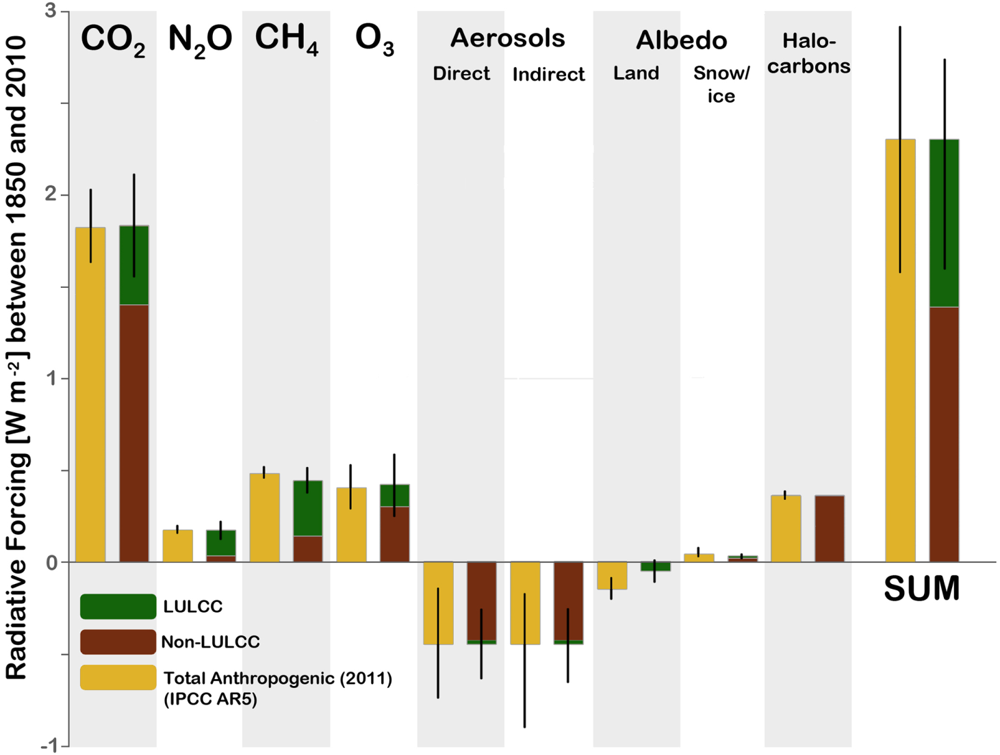 Radiative Forcing [W m-2] between 1850 and 2010
3
2
1
0
-1
CO2
N2O
CH4
O3
Aerosols
Direct
Indirect
Albedo
Land
Snow/
ice
Halo-
carbons
SUM
LULCC
Non-LULCC
Total Anthropogenic (2011)
(IPCC AR5)